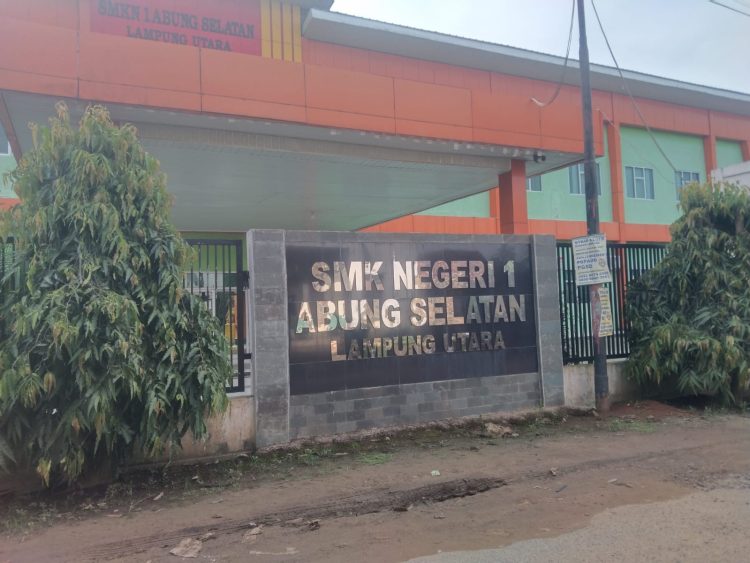 SMKN 1 ABUNG SELATAN
LAMPUNG UTARA
SMK NEGERI 1
ABUNG SELATAN
LAMPUNG UTARA